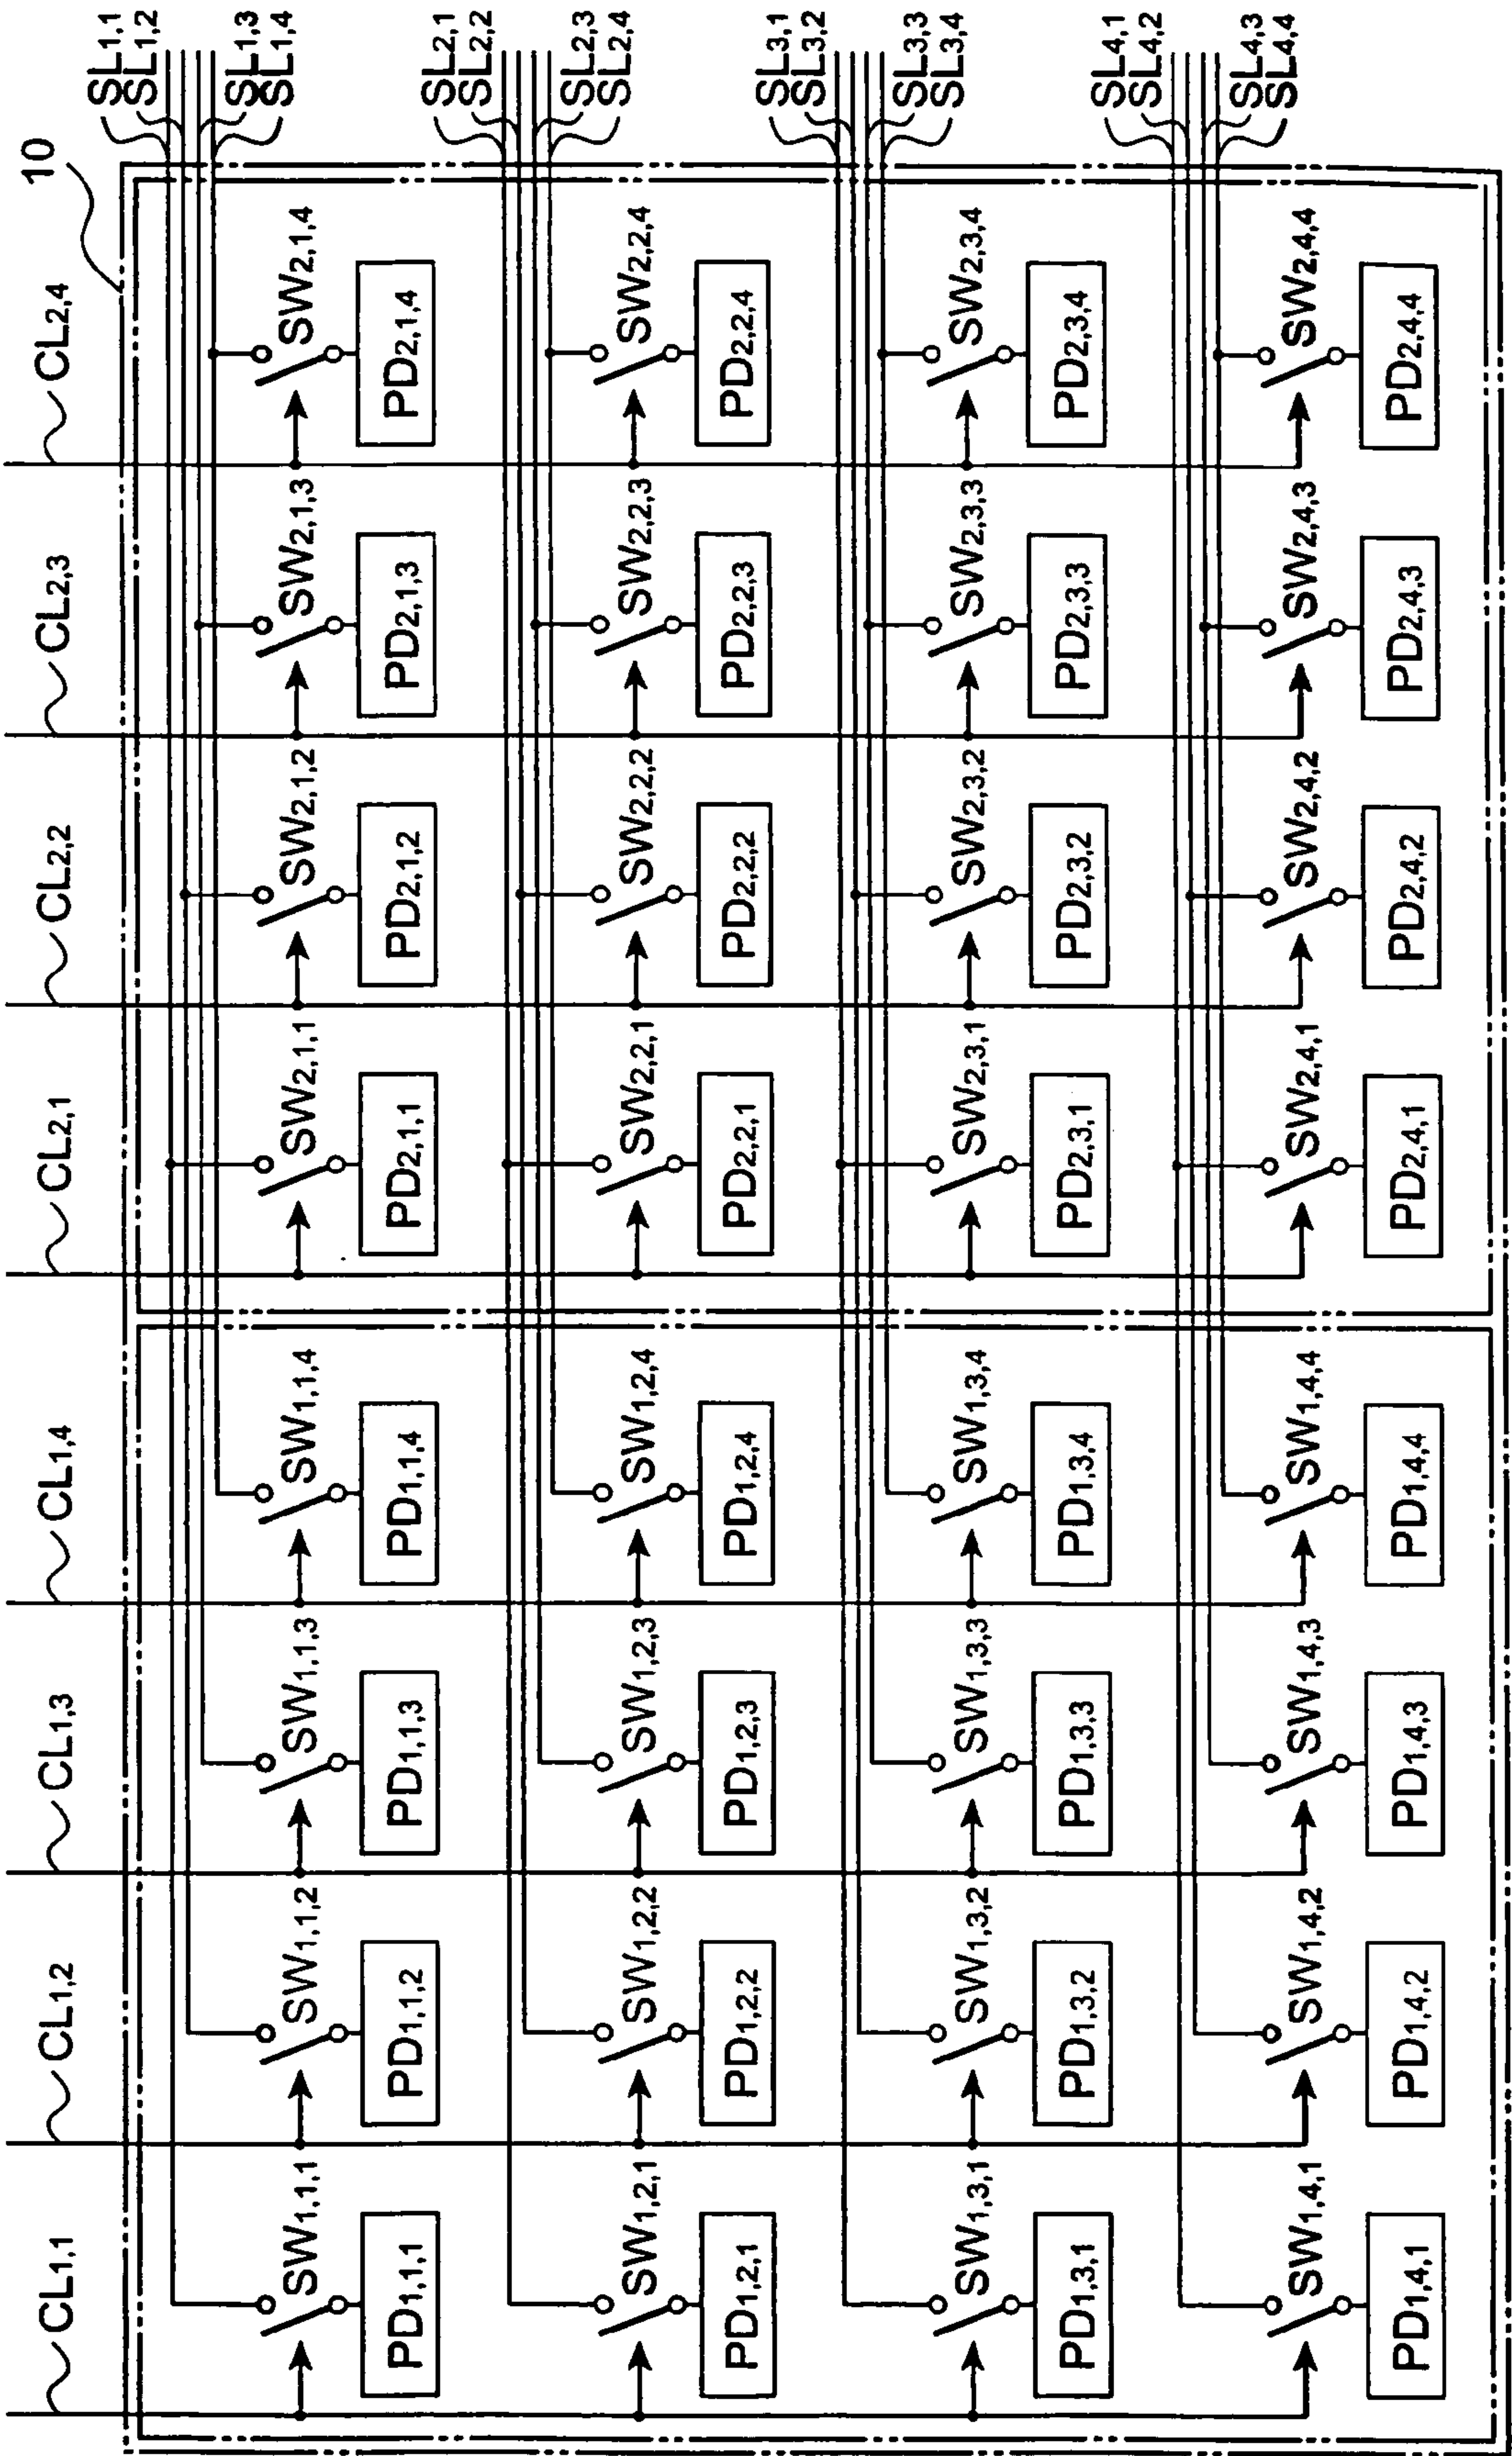 10
CL1,1 CL1,2 CL1,3 CL1,4 CL2,1 CL2,2 CL2,3 CL2,4
SL1,1
SL1,2
SL1,3
SL1,4
SW1,1,1 SW1,1,2 SW1,1,3 SW1,1,4 SW2,1,1 SW2,1,2 SW2,1,3 SW2,1,4
PD1,1,1 PD1,1,2 PD1,1,3 PD1,1,4 PD2,1,1 PD2,1,2 PD2,1,3 PD2,1,4
SL2,1
SL2,2
SL2,3
SL2,4
SW1,2,1 SW1,2,2 SW1,2,3 SW1,2,4 SW2,2,1 SW2,2,2 SW2,2,3 SW2,2,4
PD1,2,1 PD1,2,2 PD1,2,3 PD1,2,4 PD2,2,1 PD2,2,2 PD2,2,3 PD2,2,4
SL3,1
SL3,2
SL3,3
SL3,4
SW1,3,1 SW1,3,2 SW1,3,3 SW1,3,4 SW2,3,1 SW2,3,2 SW2,3,3 SW2,3,4
PD1,3,1 PD1,3,2 PD1,3,3 PD1,3,4 PD2,3,1 PD2,3,2 PD2,3,3 PD2,3,4
SL4,1
SL4,2
SL4,3
SL4,4
SW1,4,1 SW1,4,2 SW1,4,3 SW1,4,4 SW2,4,1 SW2,4,2 SW2,4,3 SW2,4,4
PD1,4,1 PD1,4,2 PD1,4,3 PD1,4,4 PD2,4,1 PD2,4,2 PD2,4,3 PD2,4,4